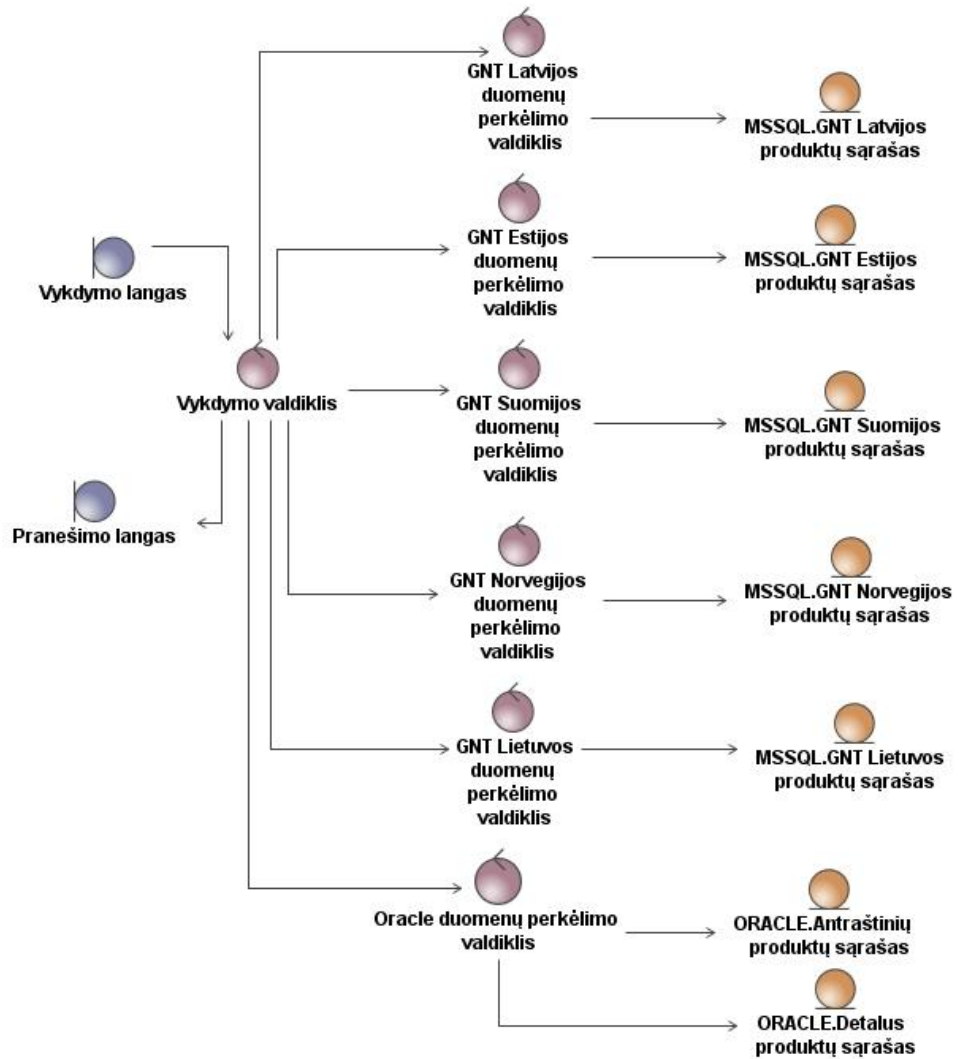 GNT Latvijos
duomenų
perkėlimo
valdiklis
MSSQL.GNT Latvijos
produktų sąrašas
GNT Estijos
duomenų
perkėlimo
valdiklis
MSSQL.GNT Estijos
produktų sąrašas
Vykdymo langas
Vykdymo valdiklis
GNT Suomijos
duomenų
perkėlimo
valdiklis
MSSQL.GNT Suomijos
produktų sąrašas
Pranešimo langas
GNT Norvegijos
duomenų
perkėlimo
valdiklis
MSSQL.GNT Norvegijos
produktų sąrašas
GNT Lietuvos
duomenų
perkėlimo
valdiklis
MSSQL.GNT Lietuvos
produktų sąrašas
Oracle duomenų perkėlimo
valdiklis
ORACLE.Antraštinių
produktų sąrašas
ORACLE.Detalus
produktų sąrašas